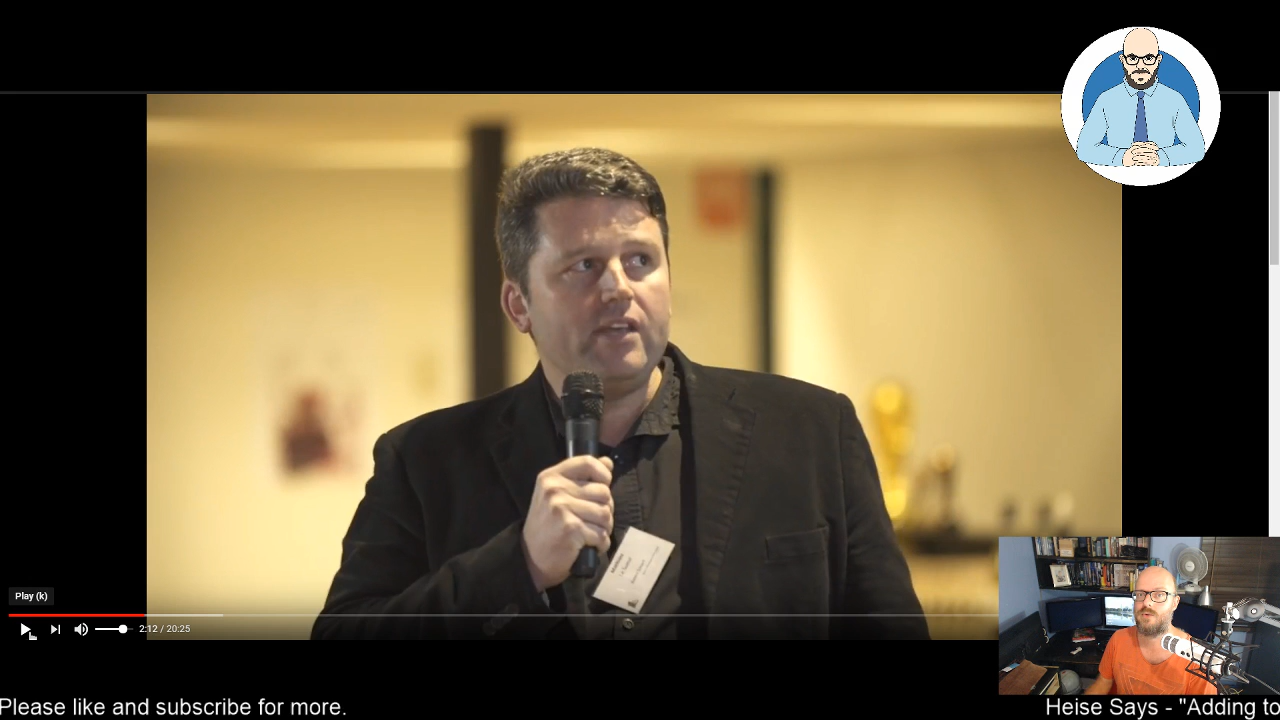 Play (k)
2:12 / 20:25
Please like and subscribe for more.
Heise Says - "Adding to